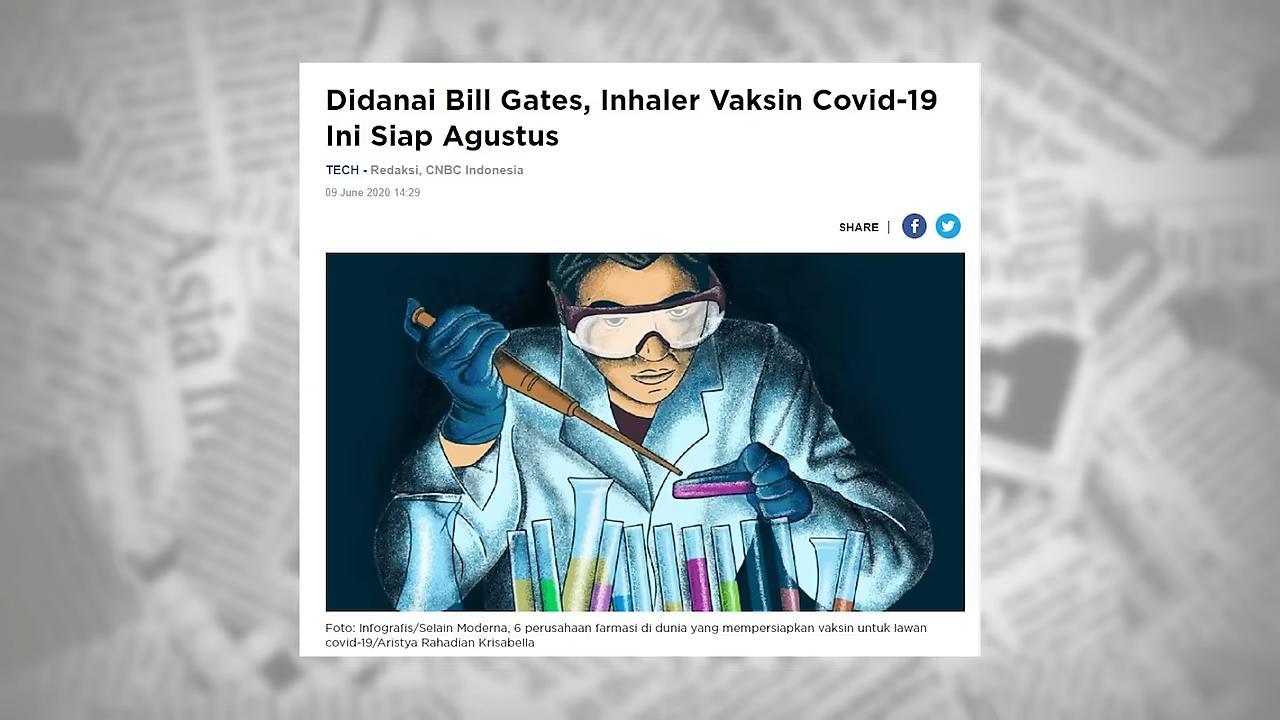 Didanai Bill Gates, Inhaler Vaksin Covid-19
Ini Siap Agustus
TECH - Redaksi, CNBC Indonesia
09 June 2020 14:29
SHARE |
Foto: Infografis/Selain Moderna, 6 perusahaan farmasi di dunia yang mempersiapkan vaksin untuk lawan
covid-19/Aristya Rahadian Krisabella